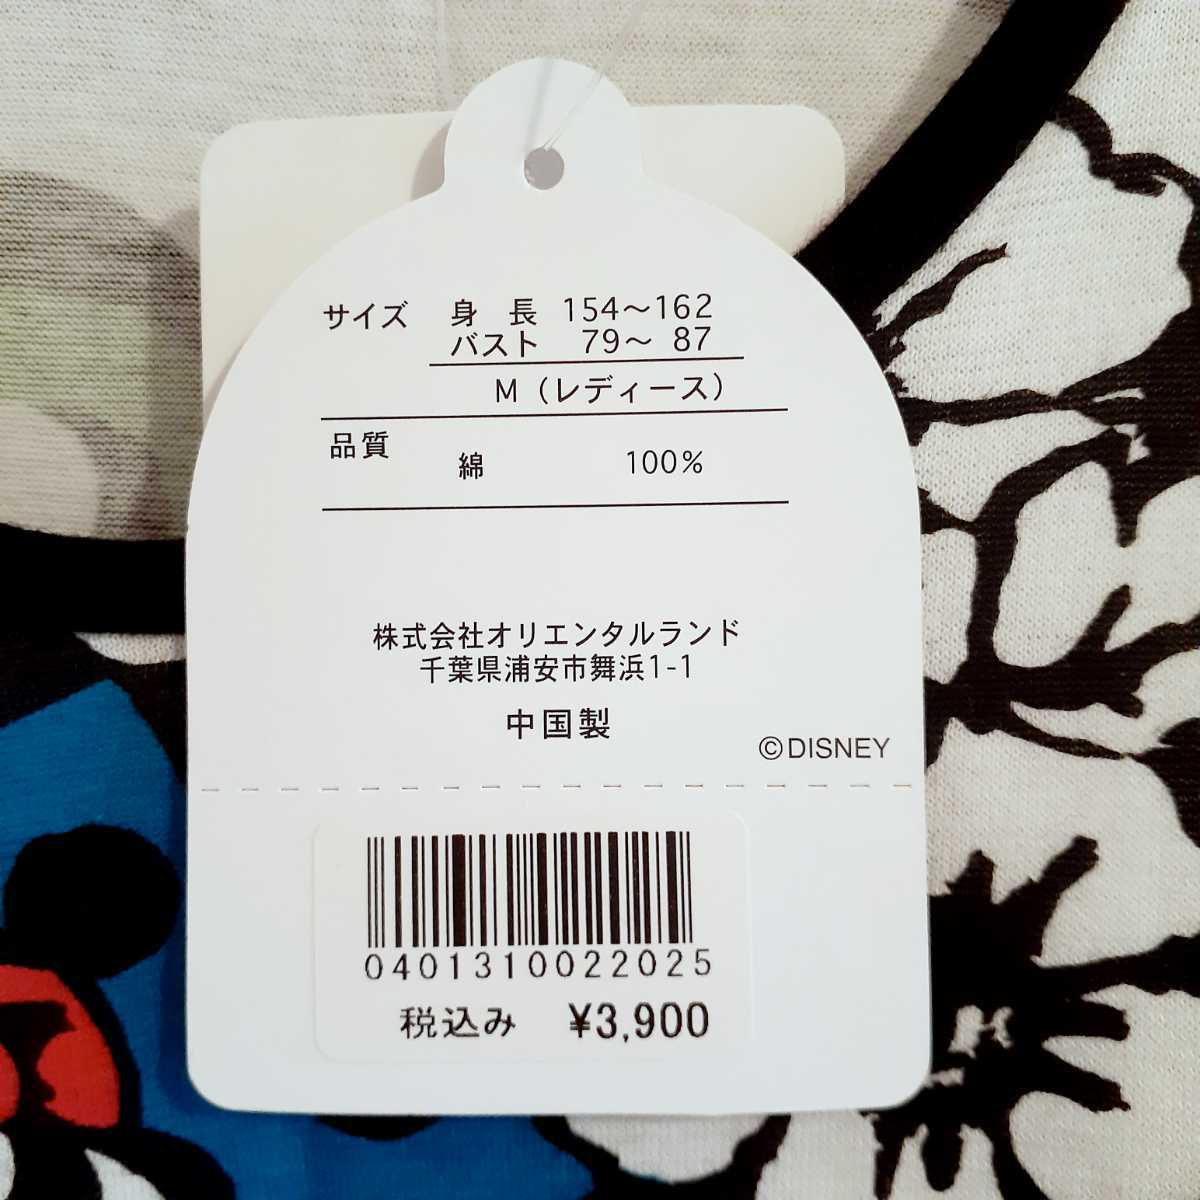 サイズ 身長 154〜162
バスト 79〜 87
M（レディース）
品質
綿 100%
株式会社オリエンタルランド
千葉県浦安市舞浜1-1
中国製
©DISNEY
0401310022025
税込み ¥3,900